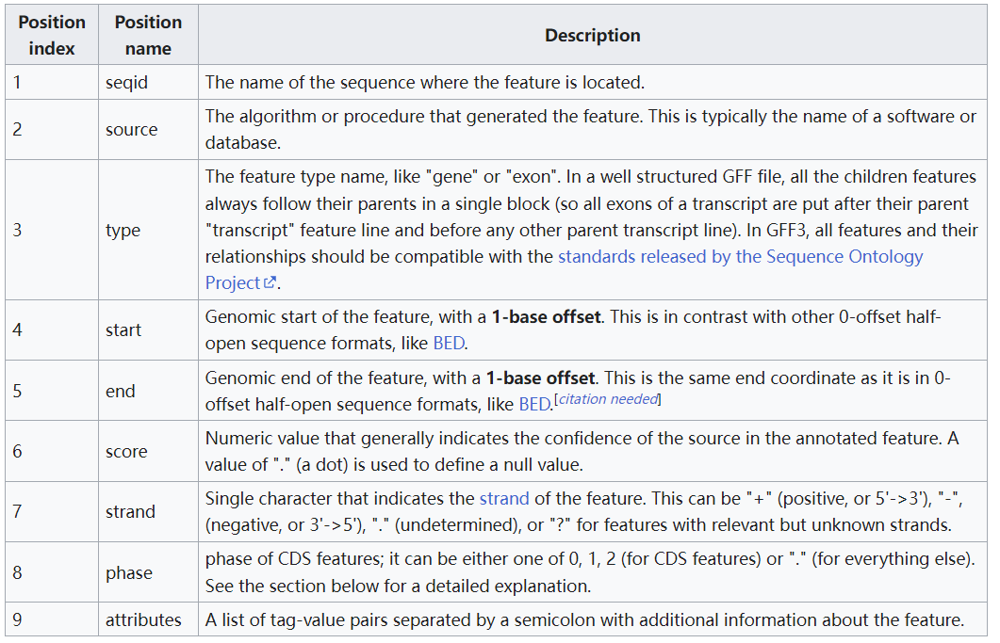 Position index
Position name
Description
1
seqid
The name of the sequence where the feature is located.
2
source
The algorithm or procedure that generated the feature. This is typically the name of a software or
database.
3
type
The feature type name, like "gene" or "exon". In a well structured GFF file, all the children features
always follow their parents in a single block (so all exons of a transcript are put after their parent
"transcript" feature line and before any other parent transcript line). In GFF3, all features and their
relationships should be compatible with the standards released by the Sequence Ontology
Project.
4
start
Genomic start of the feature, with a 1-base offset. This is in contrast with other 0-offset half-
open sequence formats, like BED.
5
end
Genomic end of the feature, with a 1-base offset. This is the same end coordinate as it is in 0-
offset half-open sequence formats, like BED.[citation needed]
6
score
Numeric value that generally indicates the confidence of the source in the annotated feature. A
value of "." (a dot) is used to define a null value.
7
strand
Single character that indicates the strand of the feature. This can be "+" (positive, or 5'->3'), "-",
(negative, or 3'->5'), "." (undetermined), or "?" for features with relevant but unknown strands.
8
phase
phase of CDS features; it can be either one of 0, 1, 2 (for CDS features) or "." (for everything else).
See the section below for a detailed explanation.
9
attributes
A list of tag-value pairs separated by a semicolon with additional information about the feature.